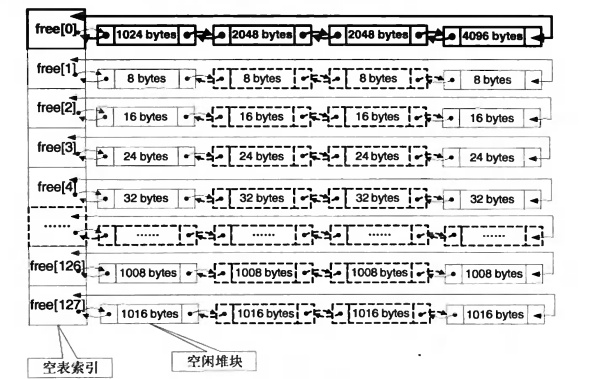 free[0] 1024 bytes 2048 bytes 2048 bytes 4096 bytes
free[1] 8 bytes 8 bytes 8 bytes 8 bytes
free[2] 16 bytes 16 bytes 16 bytes 16 bytes
free[3] 24 bytes 24 bytes 24 bytes 24 bytes
free[4] 32 bytes 32 bytes 32 bytes 32 bytes
...... ...... ...... ...... ......
free[126] 1008 bytes 1008 bytes 1008 bytes 1008 bytes
free[127] 1016 bytes 1016 bytes 1016 bytes 1016 bytes
空表索引 空闲堆块